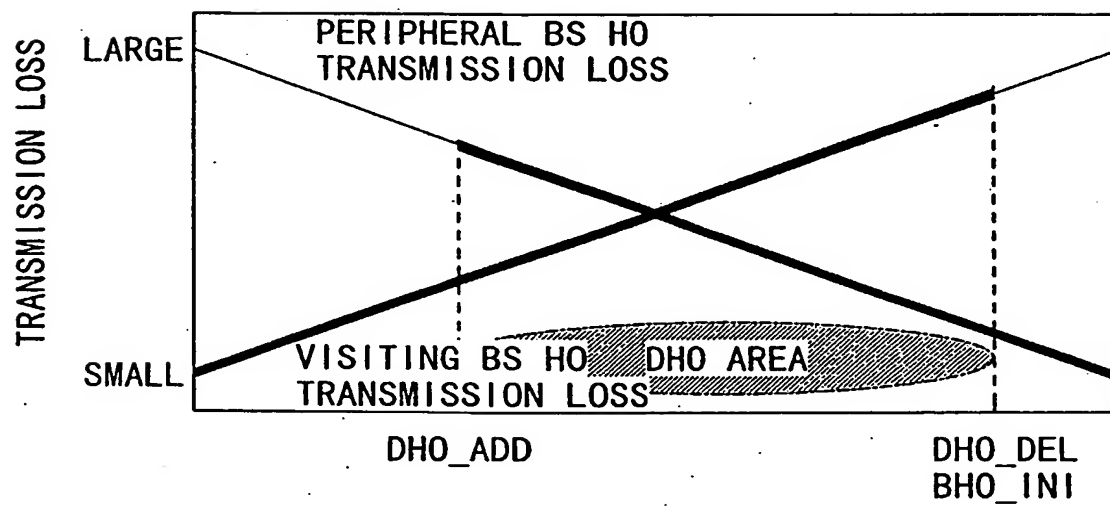 TRANSMISSION LOSS
LARGE
PERIPHERAL BS HO
TRANSMISSION LOSS
SMALL
VISITING BS HO
TRANSMISSION LOSS
DHO AREA
DHO_ADD
DHO_DEL
BHO_INI